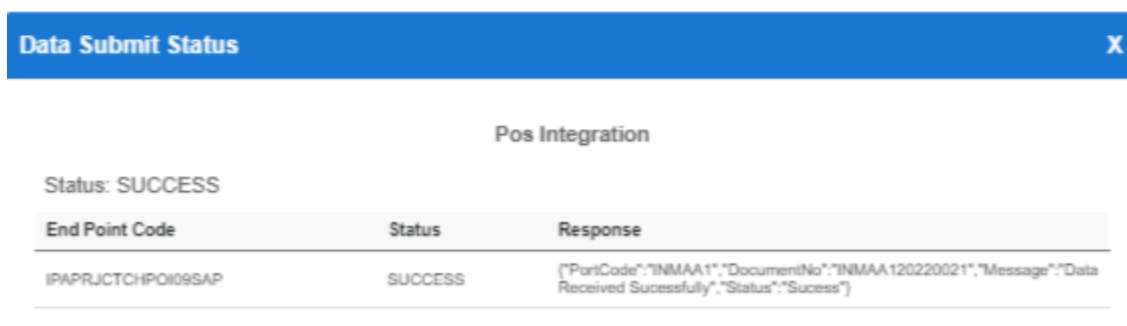 Data Submit Status X
Pos Integration
Status: SUCCESS
End Point Code Status Response
IPAPRJCTCHPOI09SAP SUCCESS {"PortCode":"INMAA1","DocumentNo":"INMAA120220021","Message":"Data
Received Sucessfully","Status":"Sucess"}